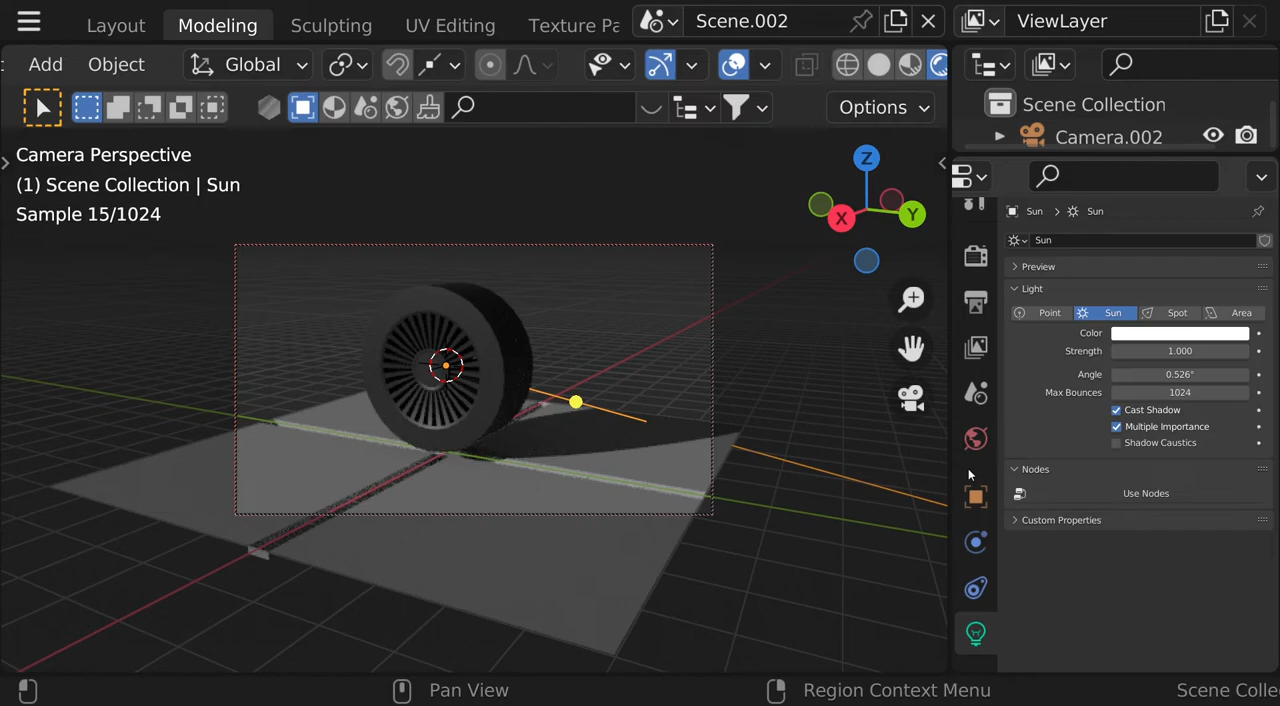 Layout
Modeling
Sculpting
UV Editing
Texture Pa
Scene.002
ViewLayer
Add
Object
Global
Options
Scene Collection
Camera.002
Camera Perspective
(1) Scene Collection | Sun
Sample 15/1024
Z
X
Y
Sun > Sun
Sun
Preview
Light
Point
Sun
Spot
Area
Color
Strength 1.000
Angle 0.526°
Max Bounces 1024
Cast Shadow
Multiple Importance
Shadow Caustics
Nodes
Use Nodes
Custom Properties
Pan View
Region Context Menu
Scene Colle